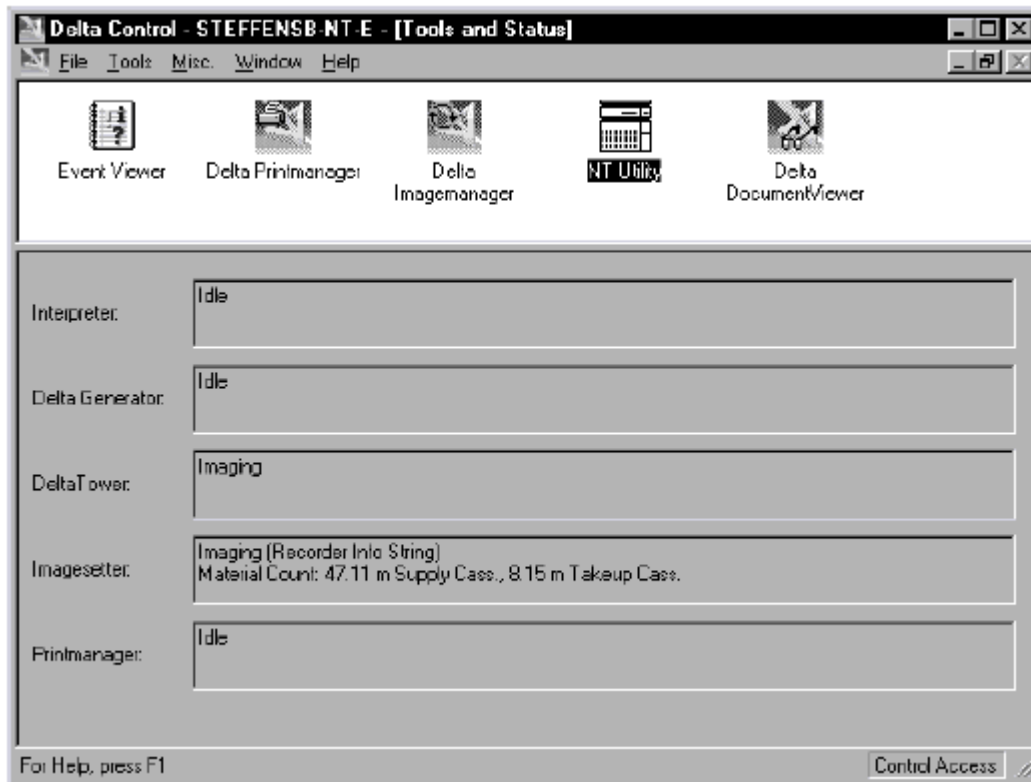 Delta Control - STEFFENSB-NT-E - [Tools and Status]
File Tools Misc. Window Help
Event Viewer
Delta Printmanager
Delta
Imagemanager
NT Utility
Delta
DocumentViewer
Interpreter:
Idle
Delta Generator:
Idle
DeltaTower:
Imaging
Imagesetter:
Imaging (Recorder Info String)
Material Count: 47.11 m Supply Cass., 8.15 m Takeup Cass.
Printmanager:
Idle
For Help, press F1
Control Access